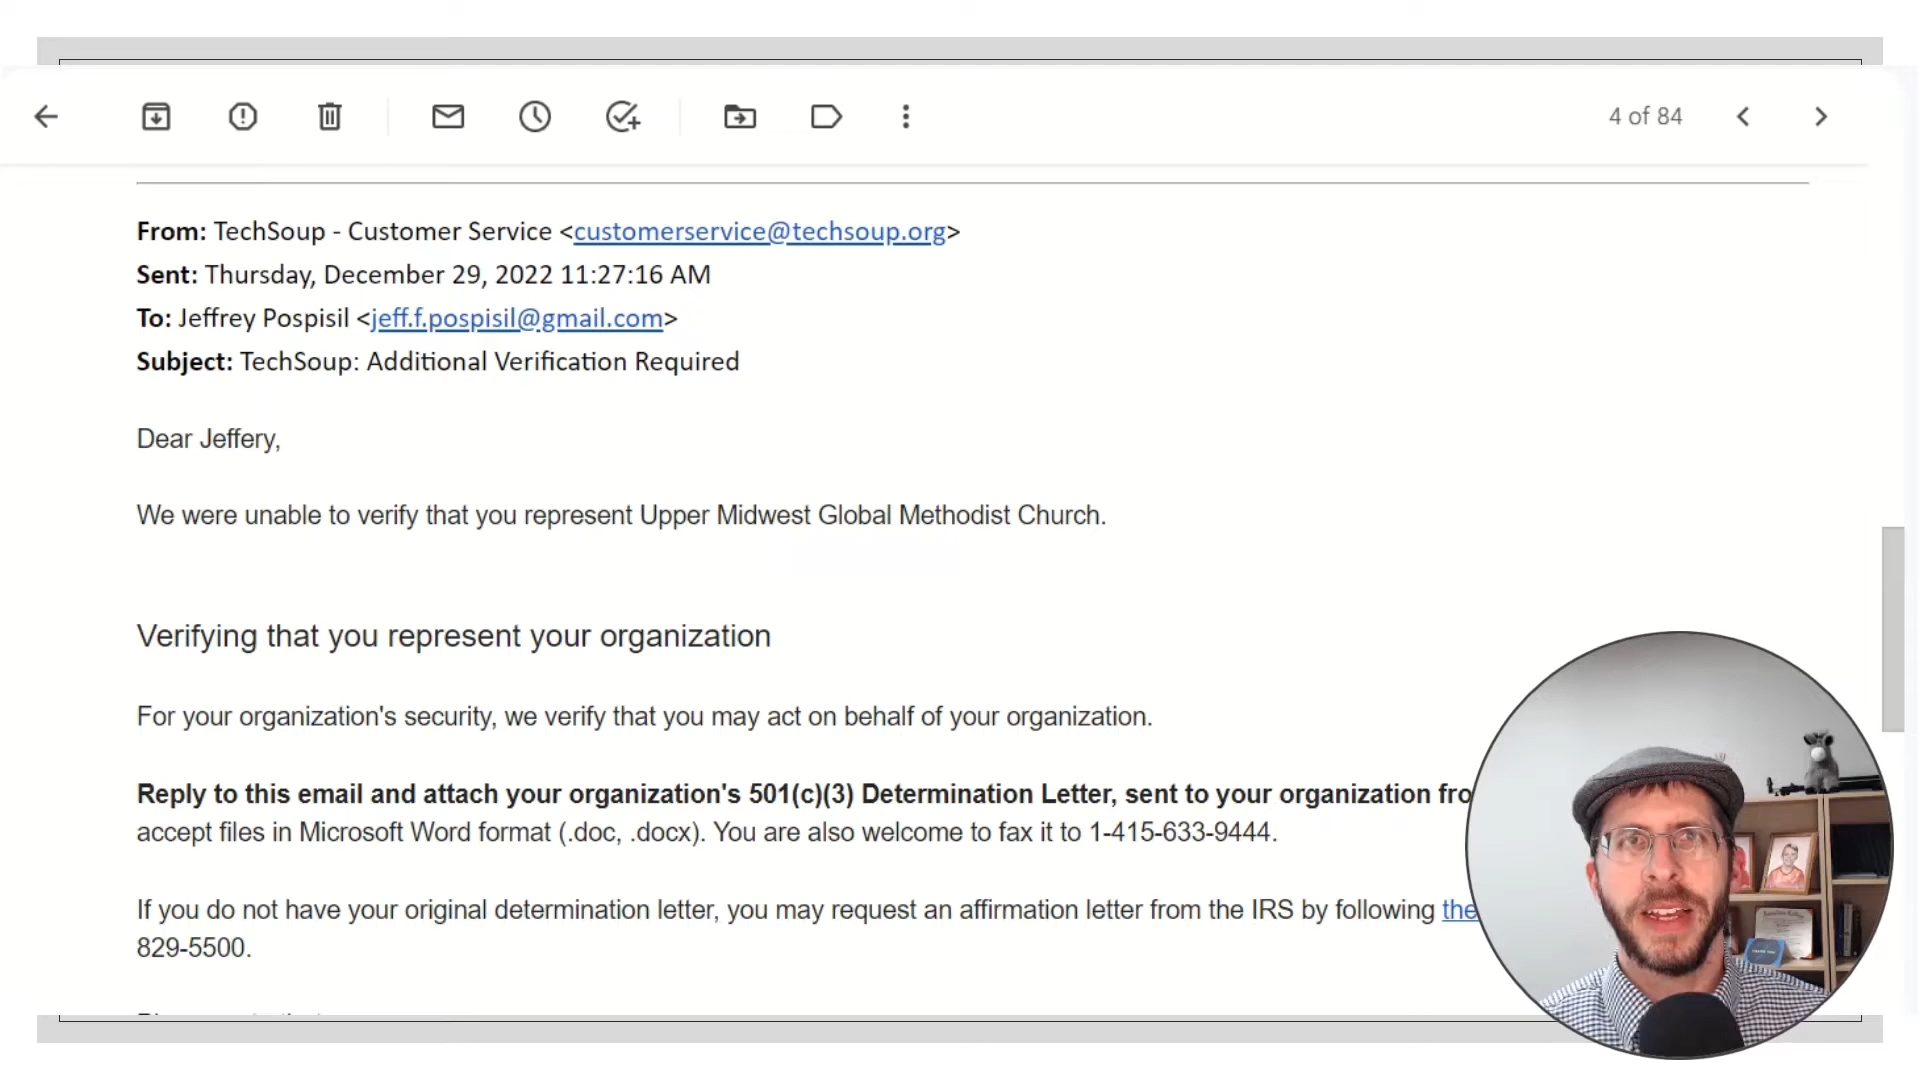 4 of 84
From: TechSoup - Customer Service <customerservice@techsoup.org>
Sent: Thursday, December 29, 2022 11:27:16 AM
To: Jeffrey Pospisil <jeff.f.pospisil@gmail.com>
Subject: TechSoup: Additional Verification Required
Dear Jeffery,
We were unable to verify that you represent Upper Midwest Global Methodist Church.
Verifying that you represent your organization
For your organization's security, we verify that you may act on behalf of your organization.
Reply to this email and attach your organization's 501(c)(3) Determination Letter, sent to your organization fro
accept files in Microsoft Word format (.doc, .docx). You are also welcome to fax it to 1-415-633-9444.
If you do not have your original determination letter, you may request an affirmation letter from the IRS by following the
829-5500.